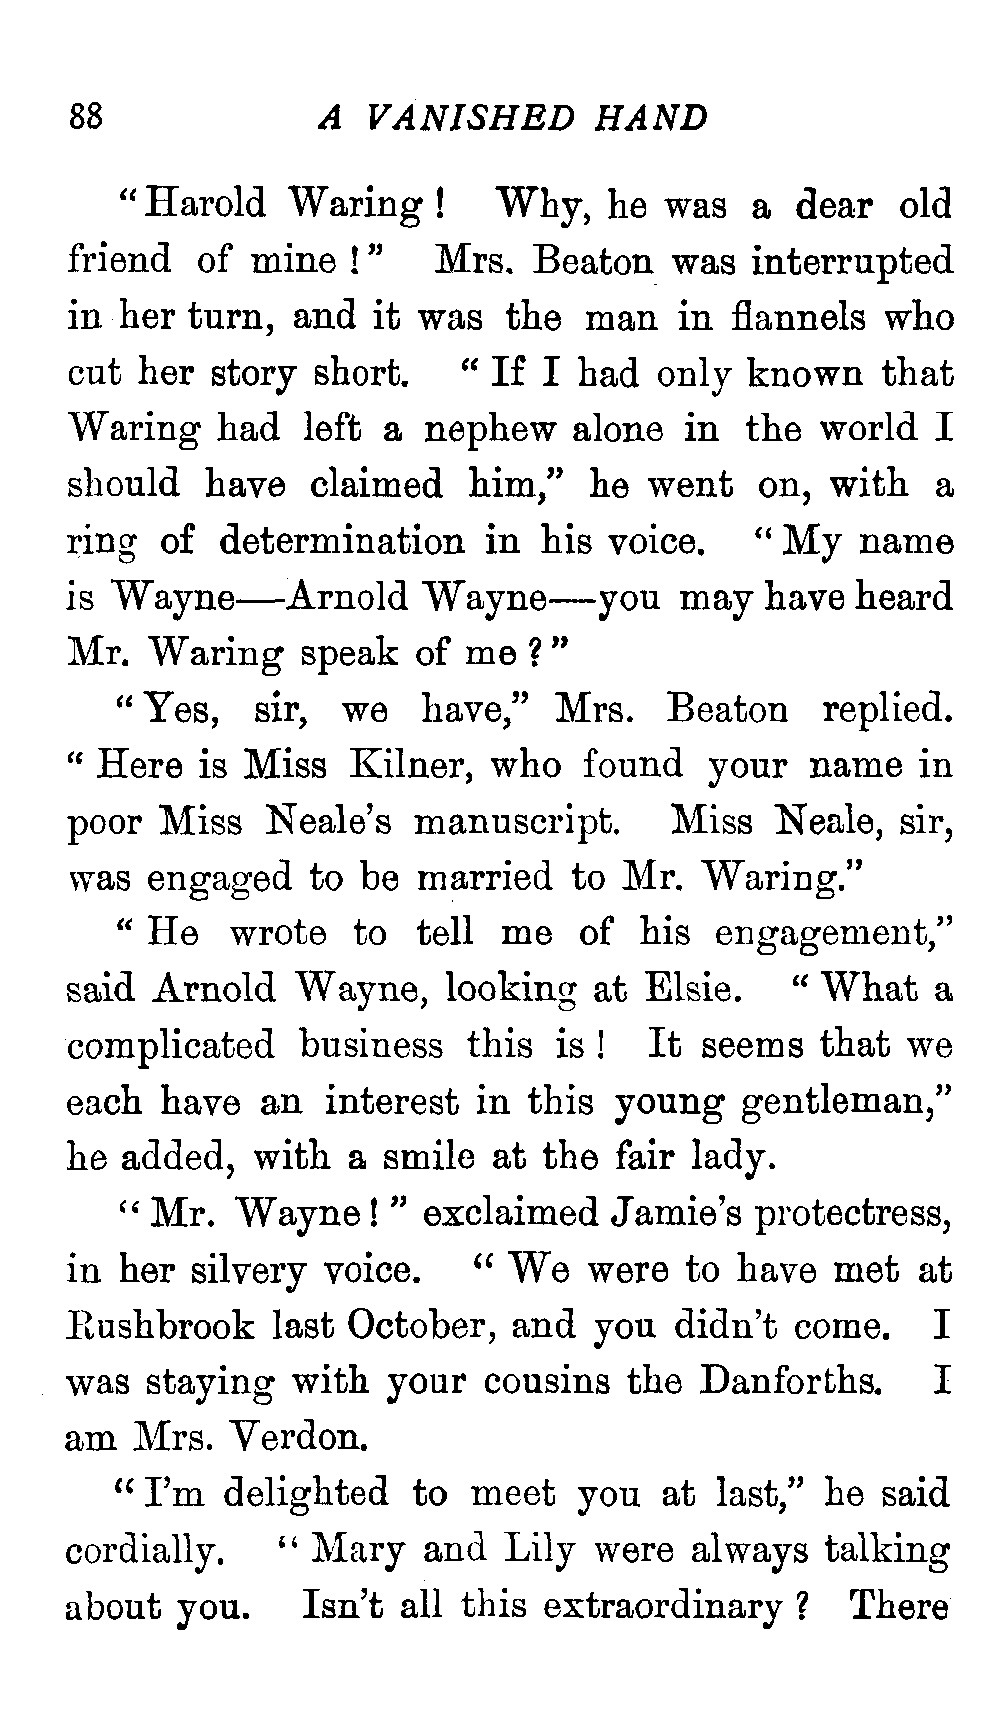 88 A VANISHED HAND
“Harold Waring! Why, he was a dear old
friend of mine!” Mrs. Beaton was interrupted
in her turn, and it was the man in flannels who
cut her story short. “If I had only known that
Waring had left a nephew alone in the world I
should have claimed him,” he went on, with a
ring of determination in his voice. “My name
is Wayne—Arnold Wayne—you may have heard
Mr. Waring speak of me?”
“Yes, sir, we have,” Mrs. Beaton replied.
“Here is Miss Kilner, who found your name in
poor Miss Neale’s manuscript. Miss Neale, sir,
was engaged to be married to Mr. Waring.”
“He wrote to tell me of his engagement,”
said Arnold Wayne, looking at Elsie. “What a
complicated business this is! It seems that we
each have an interest in this young gentleman,”
he added, with a smile at the fair lady.
“Mr. Wayne!” exclaimed Jamie’s protectress,
in her silvery voice. “We were to have met at
Rushbrook last October, and you didn’t come. I
was staying with your cousins the Danforths. I
am Mrs. Verdon.
“I’m delighted to meet you at last,” he said
cordially. “Mary and Lily were always talking
about you. Isn’t all this extraordinary? There